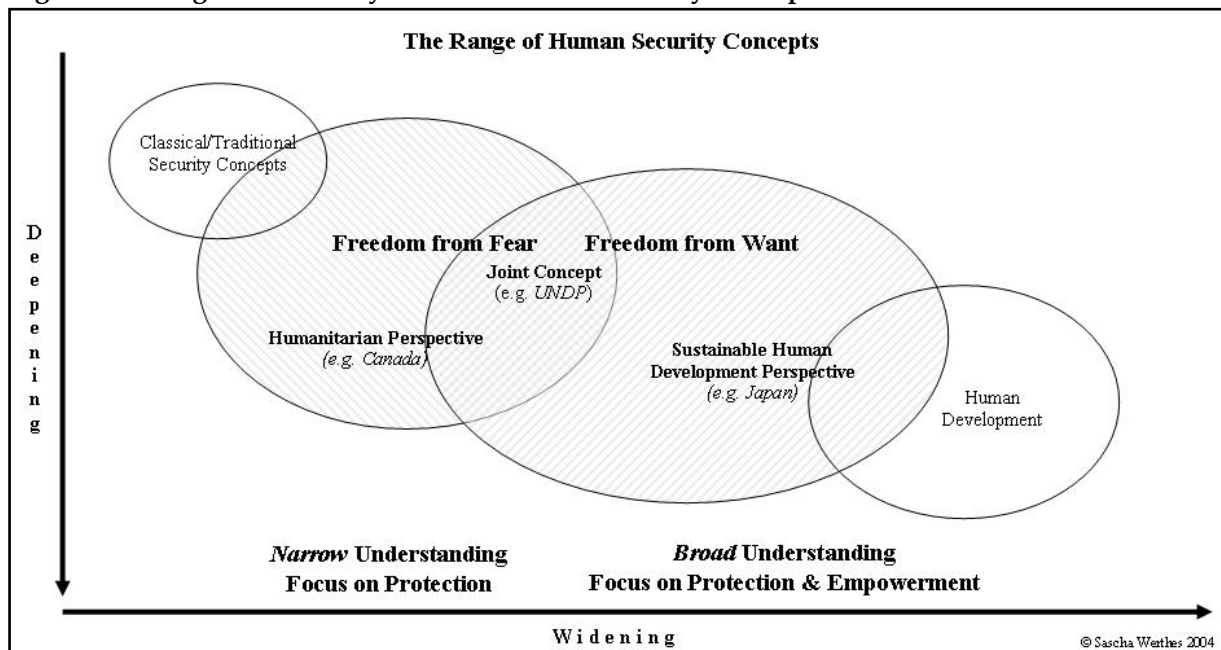 The Range of Human Security Concepts
Classical/Traditional
Security Concepts
Deepening
Freedom from Fear
Freedom from Want
Joint Concept
(e.g. UNDP)
Humanitarian Perspective
(e.g. Canada)
Sustainable Human
Development Perspective
(e.g. Japan)
Human
Development
Narrow Understanding
Focus on Protection
Broad Understanding
Focus on Protection & Empowerment
Widening
© Sascha Werthes 2004